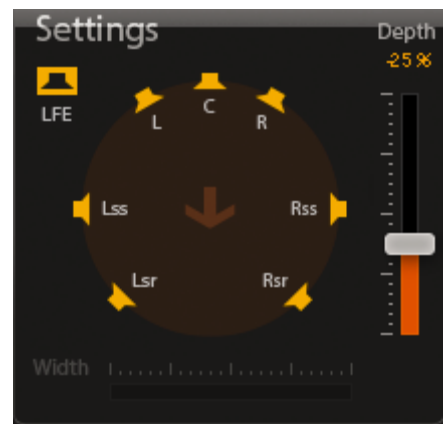 Settings
Depth
-25%
LFE
L
C
R
Lss
Rss
Lsr
Rsr
Width